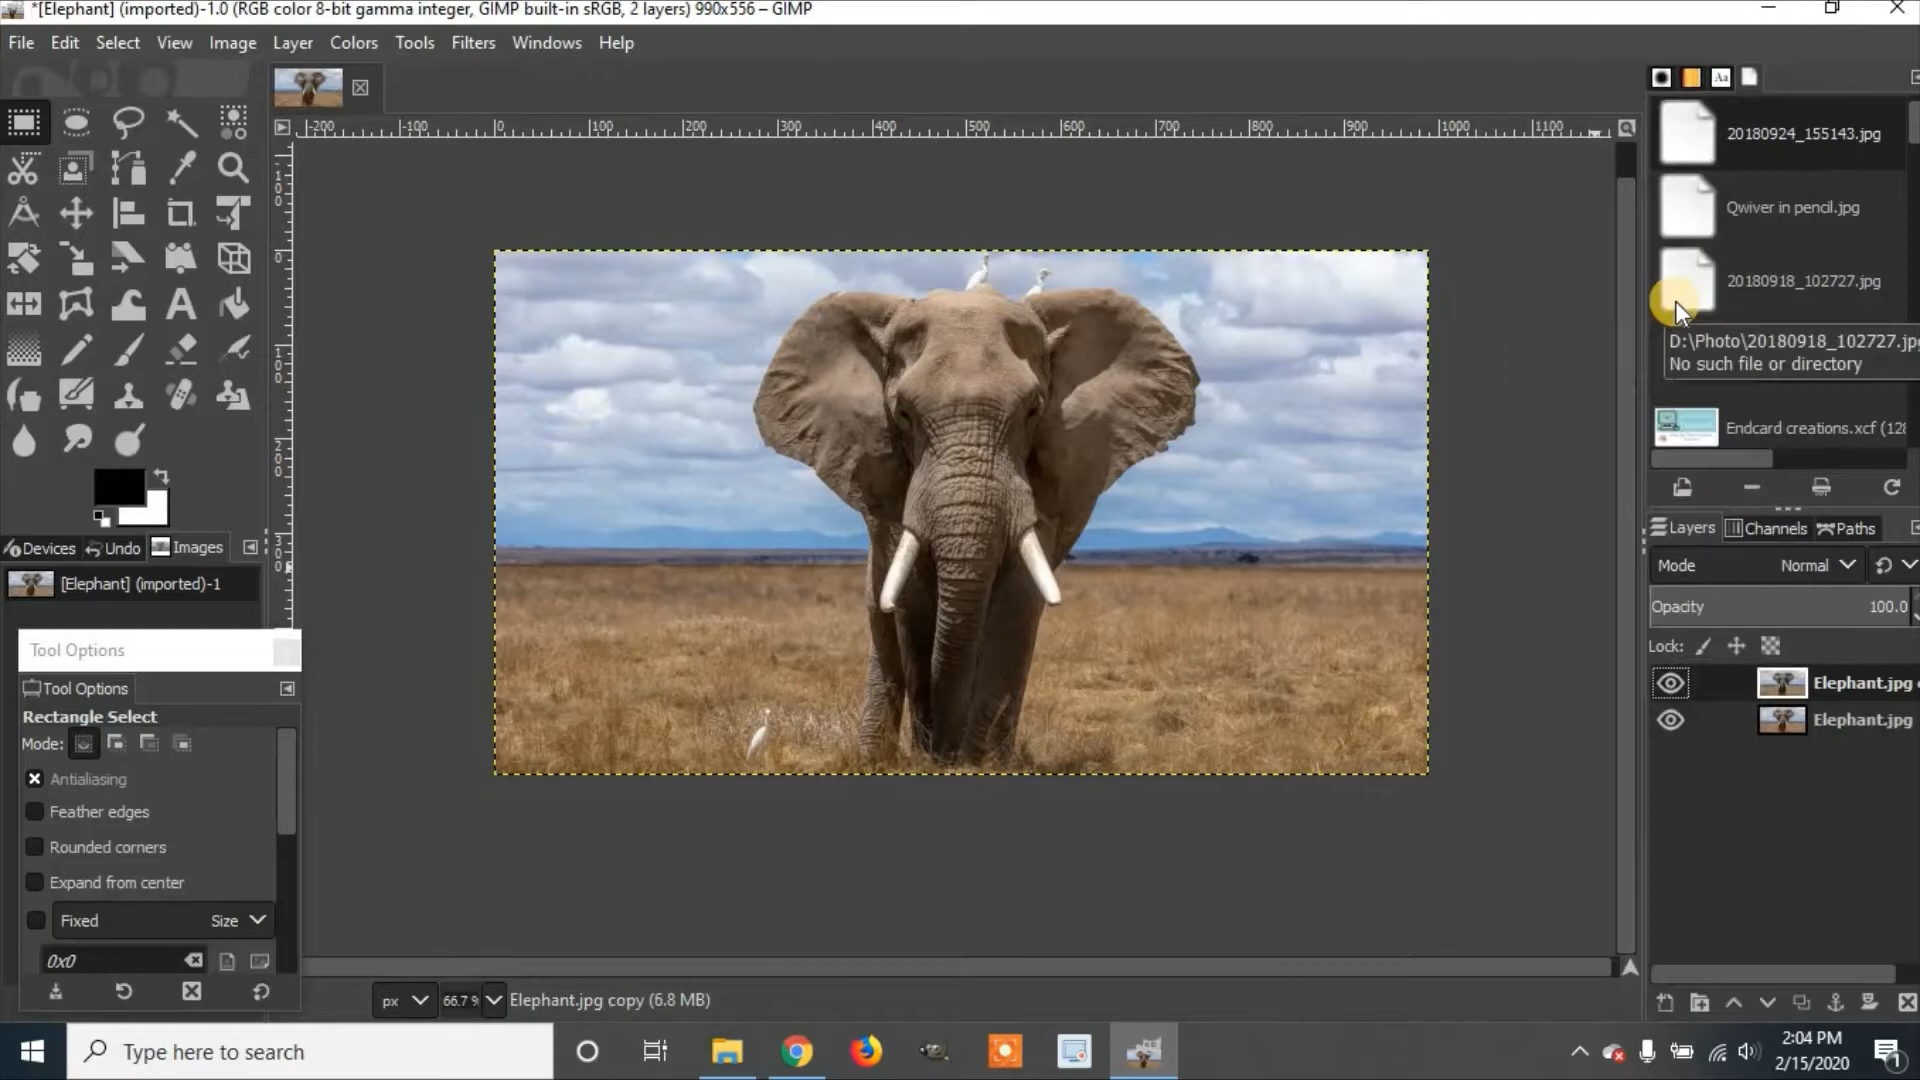 *[Elephant] (imported)-1.0 (RGB color 8-bit gamma integer, GIMP built-in sRGB, 2 layers) 990x556 – GIMP
File Edit Select View Image Layer Colors Tools Filters Windows Help
-200 -100 0 100 200 300 400 500 600 700 800 900 1000 1100
Aa
20180924_155143.jpg
Qwiver in pencil.jpg
20180918_102727.jpg
D:\Photo\20180918_102727.jp
No such file or directory
Endcard creations.xcf (128
Layers Channels Paths
Mode Normal
Opacity 100.0
Lock:
Elephant.jpg
Elephant.jpg
Devices Undo Images
[Elephant] (imported)-1
Tool Options
Tool Options
Rectangle Select
Mode:
Antialiasing
Feather edges
Rounded corners
Expand from center
Fixed Size
0x0
px 66.7 % Elephant.jpg copy (6.8 MB)
Type here to search
2:04 PM
2/15/2020
1